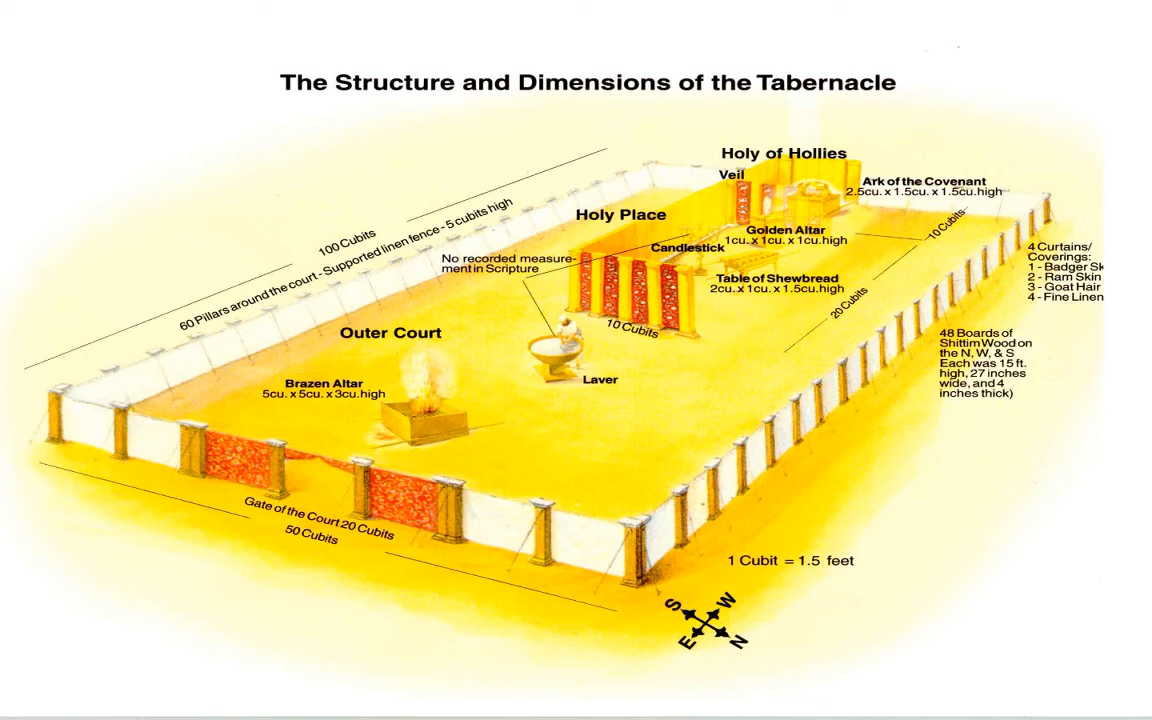 The Structure and Dimensions of the Tabernacle
Holy of Hollies
Veil
Ark of the Covenant
2.5cu. x 1.5cu. x 1.5cu.high
Holy Place
Golden Altar
1cu. x 1cu. x 1cu.high
10 Cubits
Candlestick
100 Cubits
60 Pillars around the court - Supported linen fence - 5 cubits high
No recorded measure-
ment in Scripture
Table of Shewbread
2cu. x 1cu. x 1.5cu.high
20 Cubits
4 Curtains/
Coverings:
1 - Badger Sk
2 - Ram Skin
3 - Goat Hair
4 - Fine Linen
10 Cubits
Outer Court
48 Boards of
Shittim Wood on
the N, W, & S
Each was 15 ft.
high, 27 inches
wide, and 4
inches thick)
Brazen Altar
5cu. x 5cu. x 3cu.high
Laver
Gate of the Court 20 Cubits
50 Cubits
1 Cubit = 1.5 feet
S W
E N